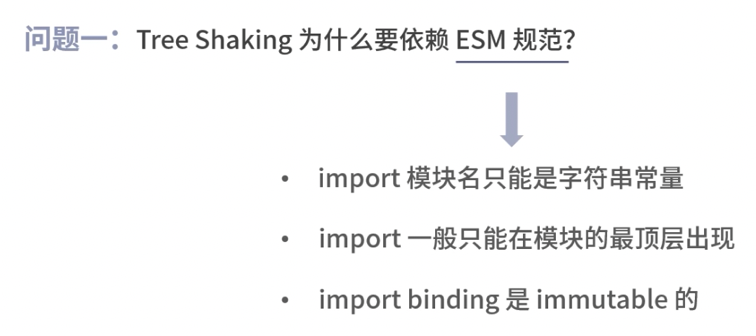 问题一：Tree Shaking 为什么要依赖 ESM 规范?
• import 模块名只能是字符串常量
• import 一般只能在模块的最顶层出现
• import binding 是 immutable 的